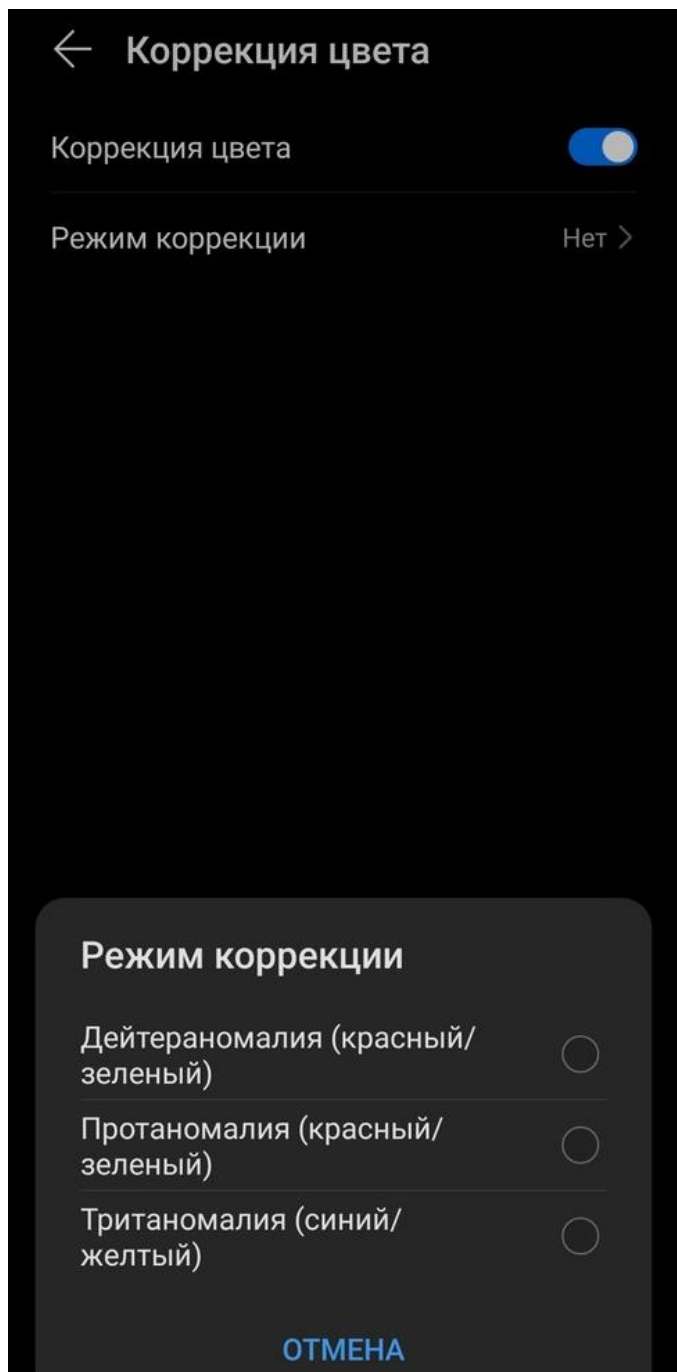 Коррекция цвета
Коррекция цвета
Режим коррекции Нет
Режим коррекции
Дейтераномалия (красный/
зеленый)
Протаномалия (красный/
зеленый)
Тританомалия (синий/
желтый)
ОТМЕНА